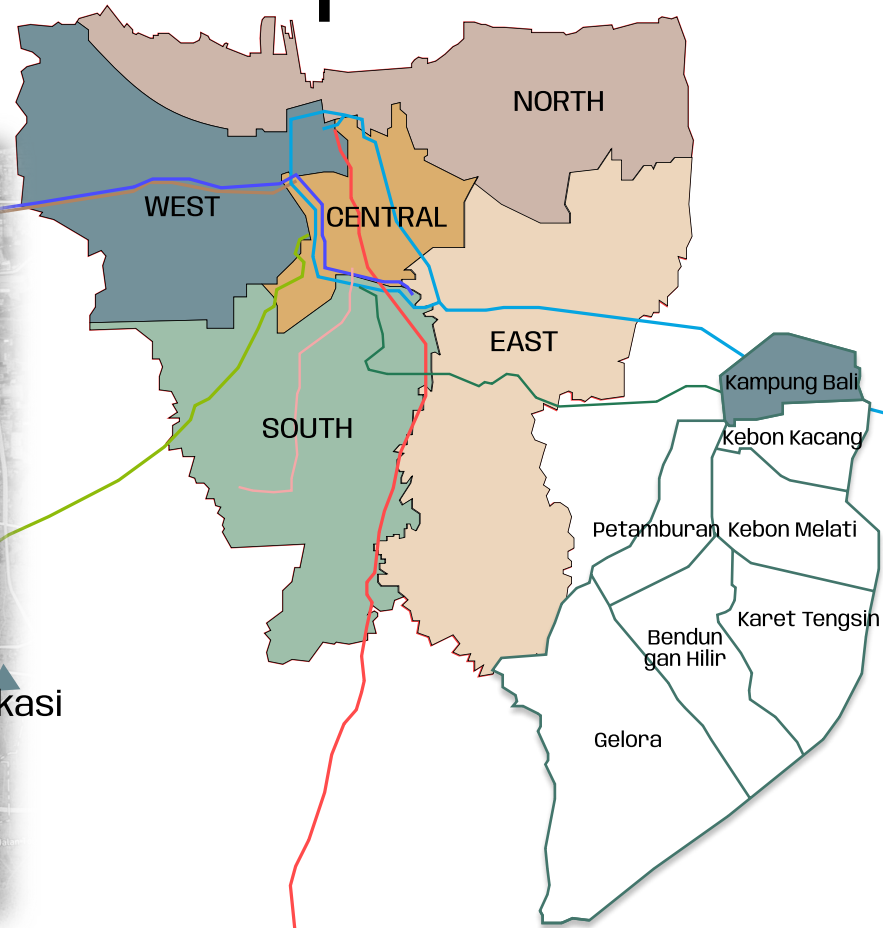 NORTH
WEST
CENTRAL
EAST
SOUTH
Kampung Bali
Kebon Kacang
Petamburan
Kebon Melati
Karet Tengsin
Bendun
gan Hilir
Gelora
kasi